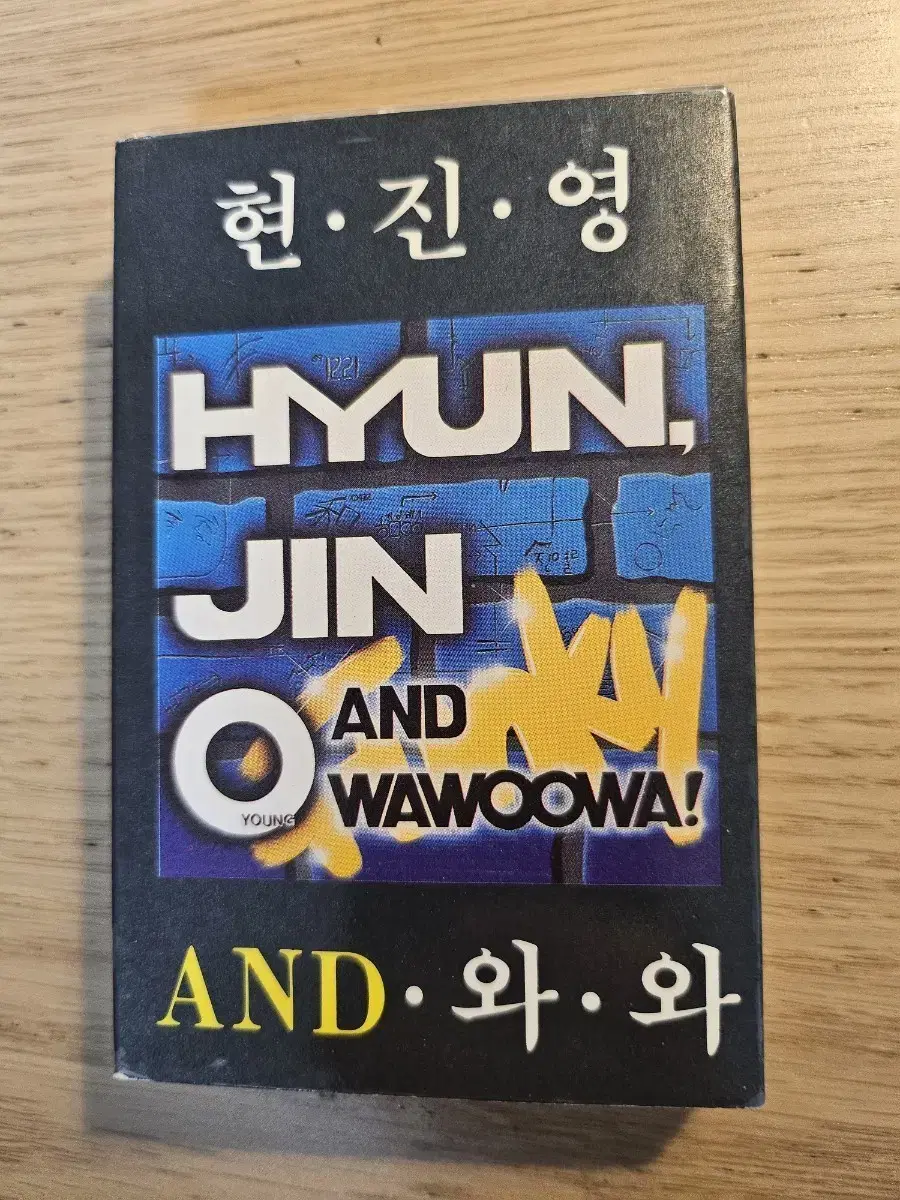 현·진·영
HYUN,
JIN
O
YOUNG
AND
WAWOOWA!
AND·와·와